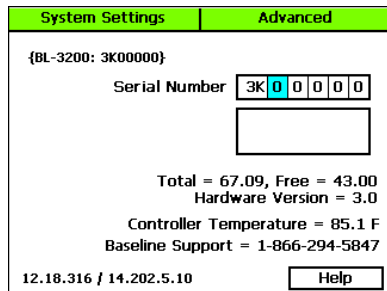 System Settings Advanced
{BL-3200: 3K00000}
Serial Number 3K 0 0 0 0 0
Total = 67.09, Free = 43.00
Hardware Version = 3.0
Controller Temperature = 85.1 F
Baseline Support = 1-866-294-5847
12.18.316 / 14.202.5.10 Help